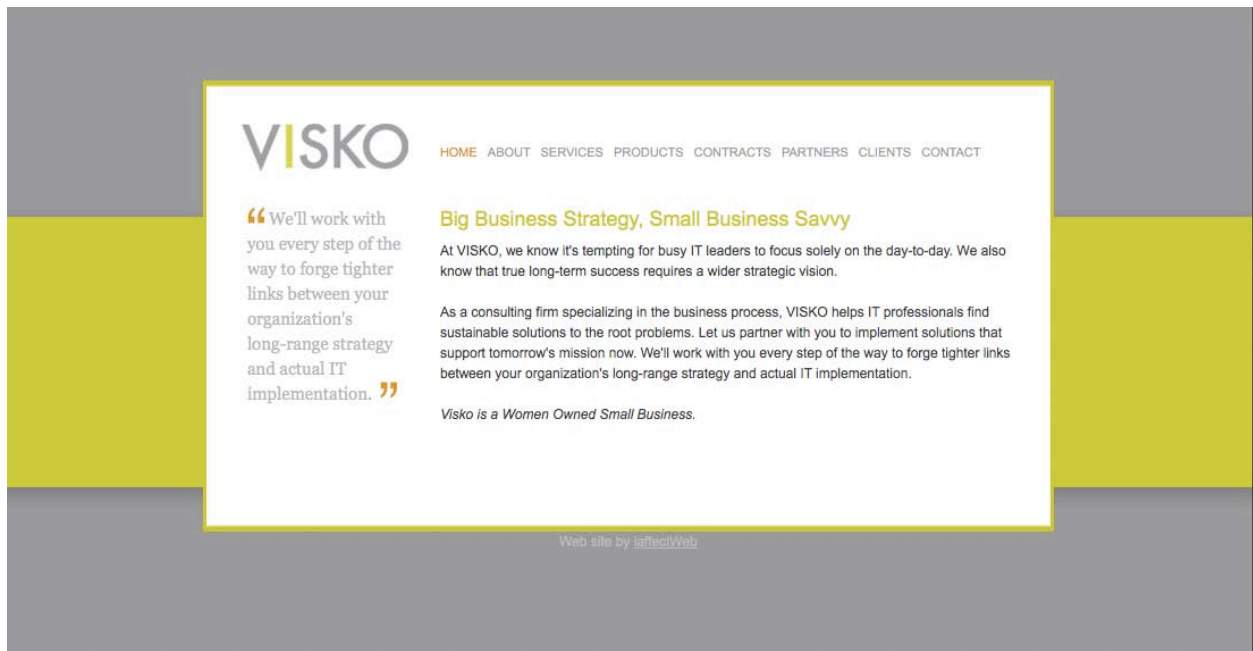 VISKO
HOME ABOUT SERVICES PRODUCTS CONTRACTS PARTNERS CLIENTS CONTACT
“ We'll work with
you every step of the
way to forge tighter
links between your
organization's
long-range strategy
and actual IT
implementation. ”
Big Business Strategy, Small Business Savvy
At VISKO, we know it's tempting for busy IT leaders to focus solely on the day-to-day. We also
know that true long-term success requires a wider strategic vision.
As a consulting firm specializing in the business process, VISKO helps IT professionals find
sustainable solutions to the root problems. Let us partner with you to implement solutions that
support tomorrow's mission now. We'll work with you every step of the way to forge tighter links
between your organization's long-range strategy and actual IT implementation.
Visko is a Women Owned Small Business.
Web site by